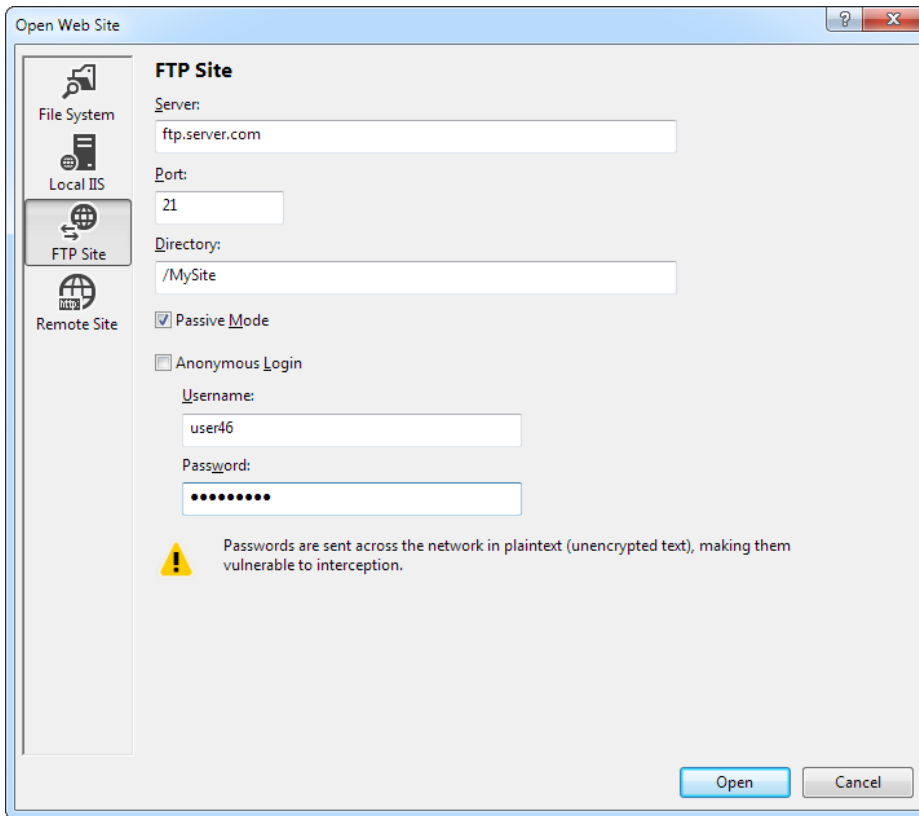 Open Web Site
File System
Local IIS
FTP Site
http:
Remote Site
FTP Site
Server:
ftp.server.com
Port:
21
Directory:
/MySite
Passive Mode
Anonymous Login
Username:
user46
Password:
•••••••••
Passwords are sent across the network in plaintext (unencrypted text), making them
vulnerable to interception.
Open
Cancel